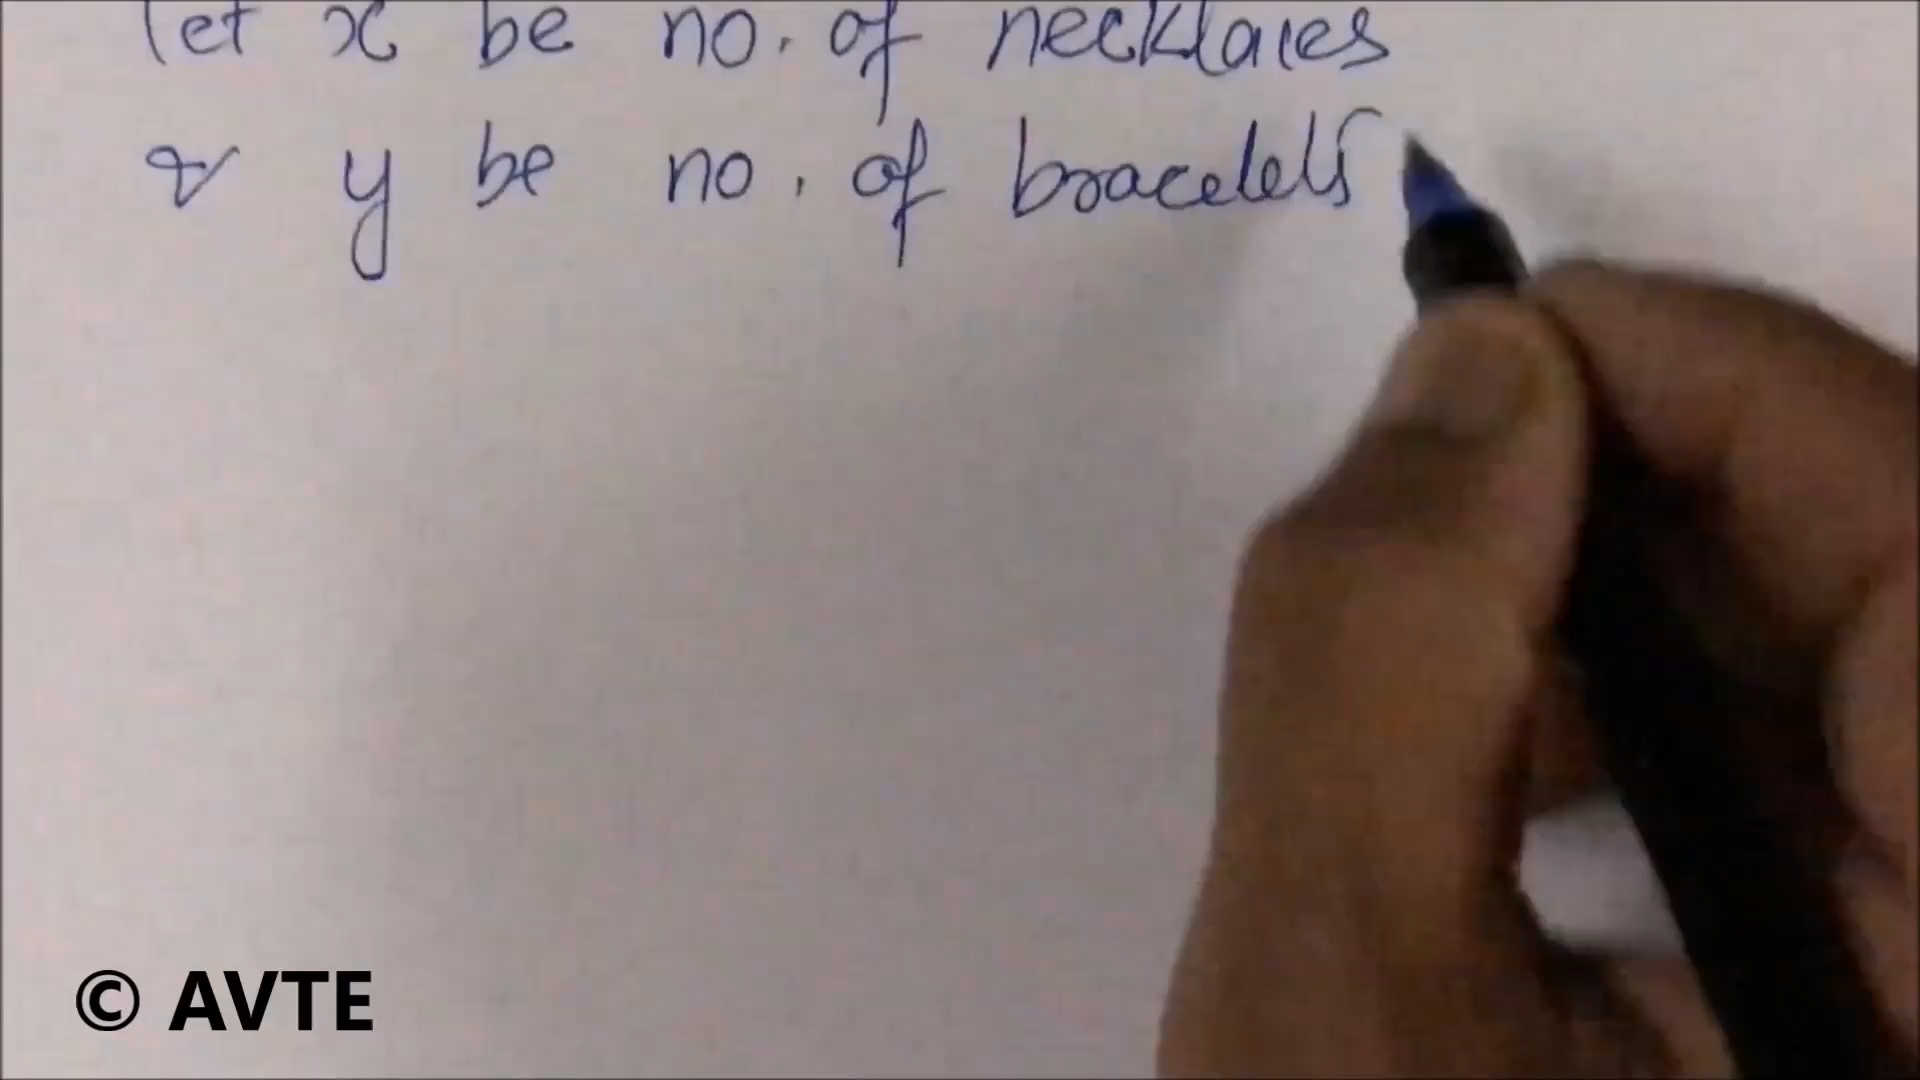 let x be no. of necklaces
& y be no. of bracelets
© AVTE